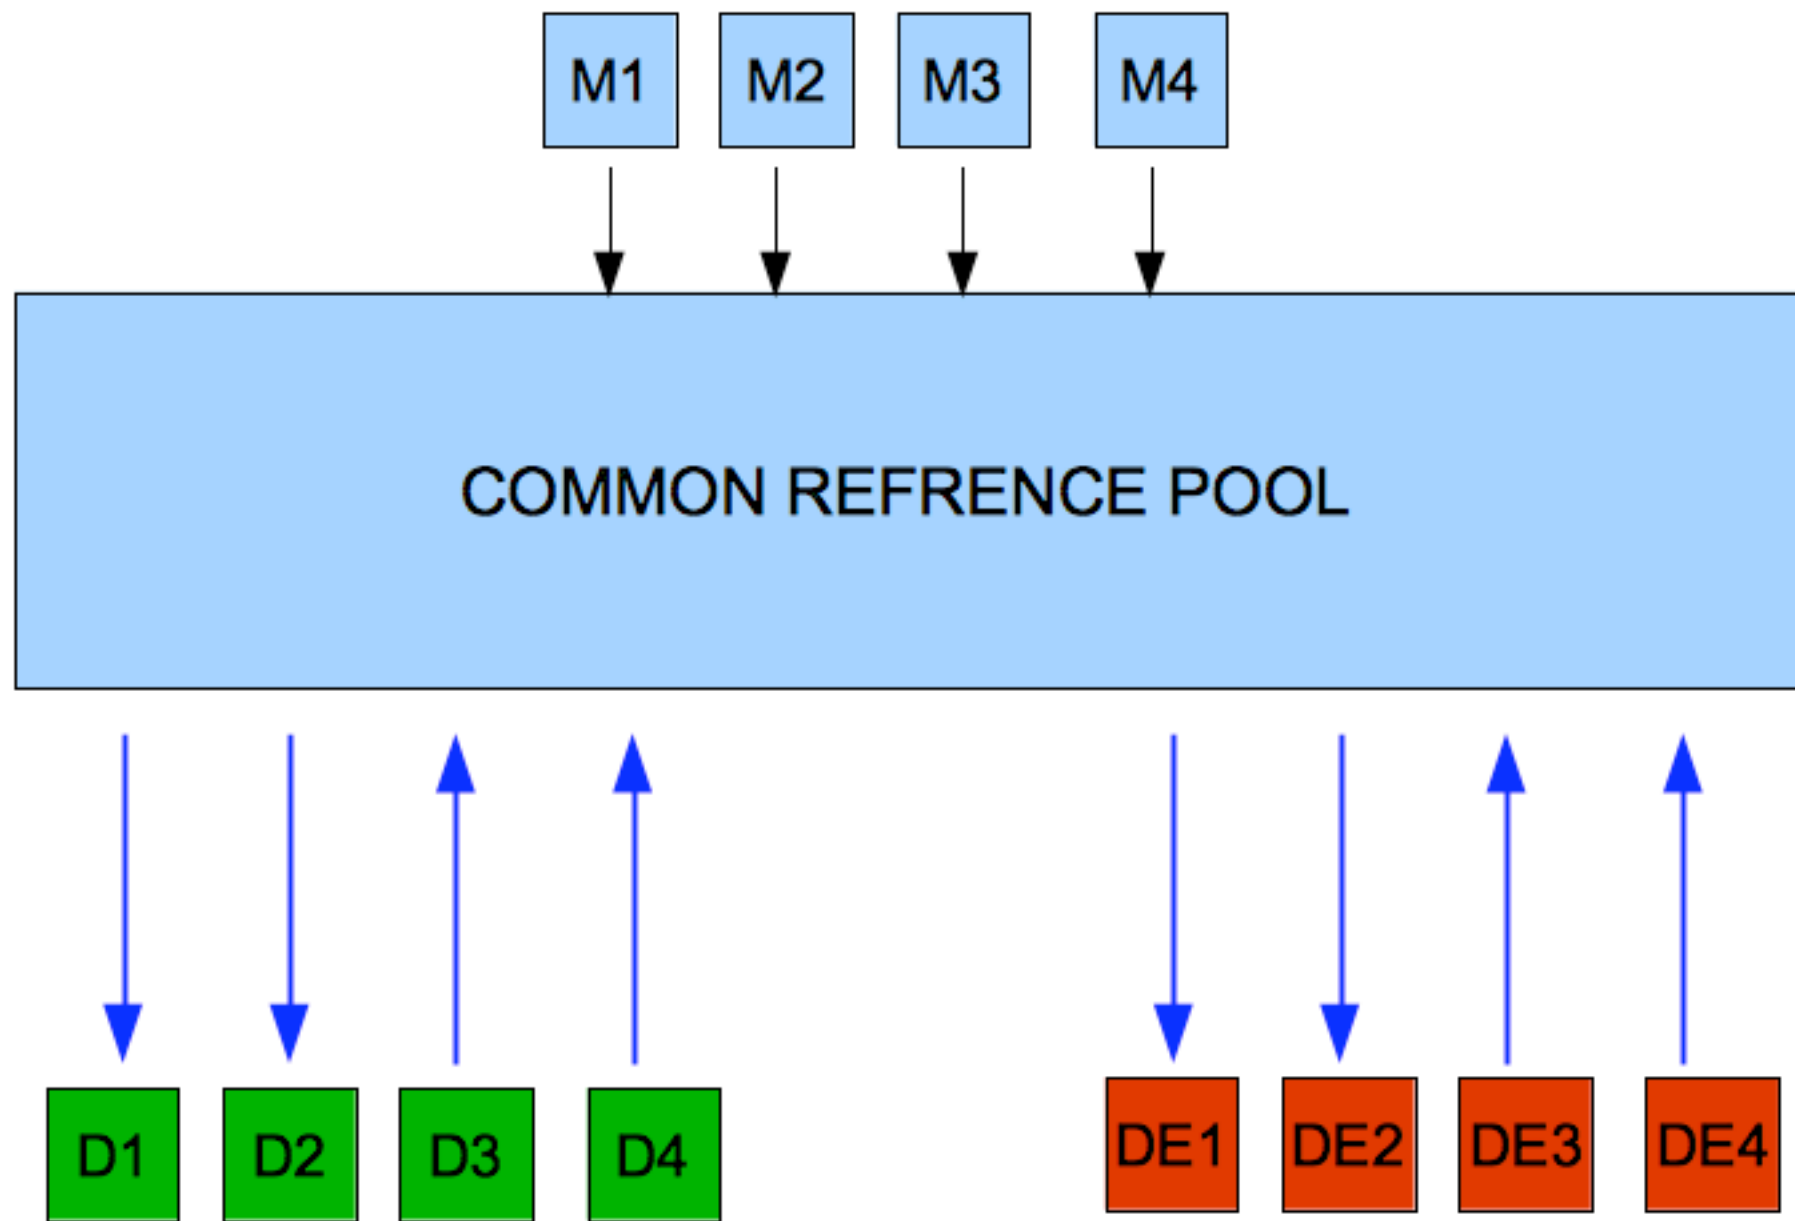 M1 M2 M3 M4
COMMON REFRENCE POOL
D1 D2 D3 D4 DE1 DE2 DE3 DE4